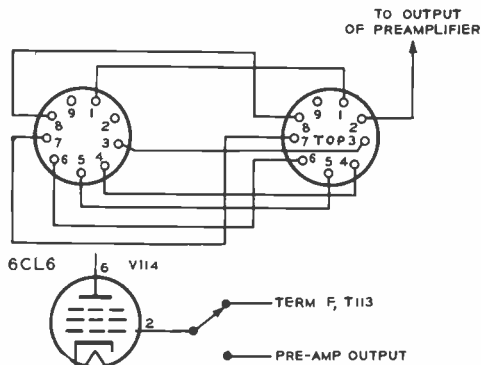 TO OUTPUT
OF PREAMPLIFIER
9 1
8 2
7 3
6 5 4
9 1
8 2
7 TOP 3
6 5 4
6CL6
6 V114
2
TERM F, T113
PRE-AMP OUTPUT